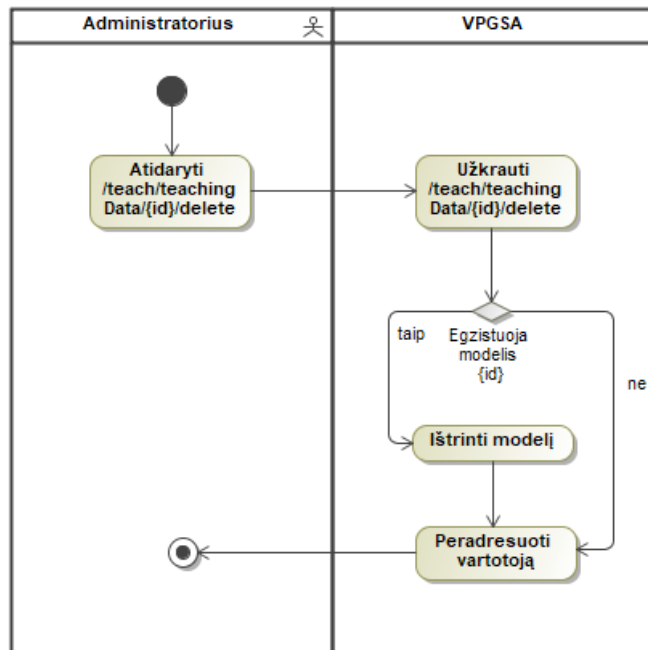 Administratorius
VPGSA
Atidaryti
/teach/teaching
Data/{id}/delete
Užkrauti
/teach/teaching
Data/{id}/delete
taip
Egzistuoja
modelis
{id}
ne
Ištrinti modelį
Peradresuoti
vartotoją